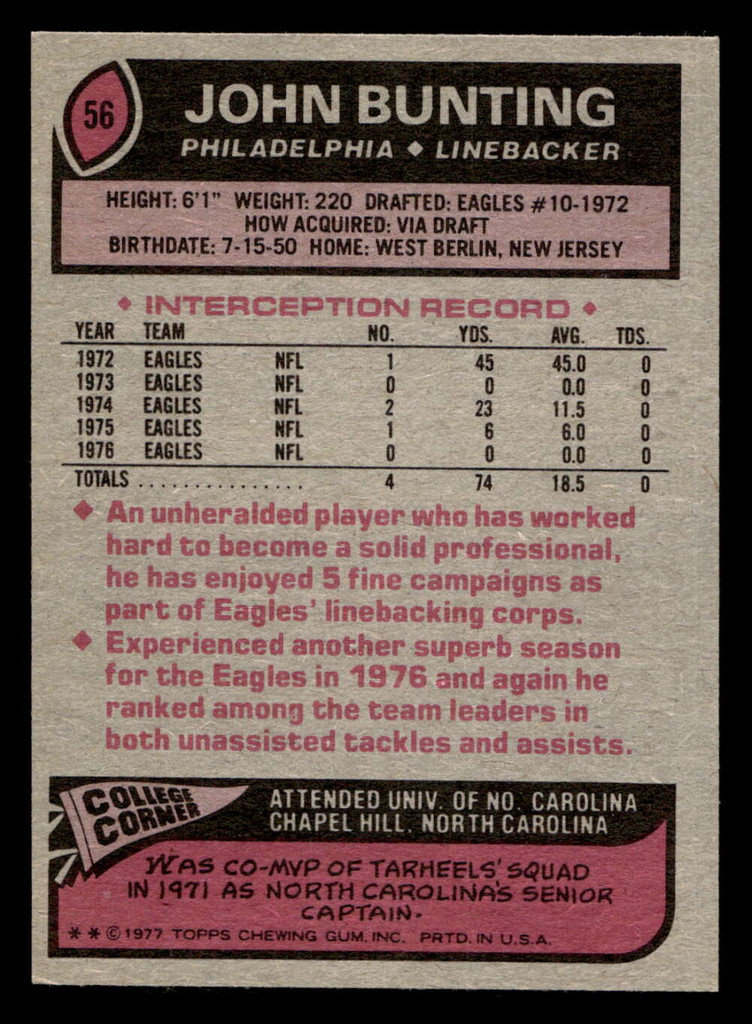 56
JOHN BUNTING
PHILADELPHIA ◆ LINEBACKER
HEIGHT: 6'1" WEIGHT: 220 DRAFTED: EAGLES #10-1972
HOW ACQUIRED: VIA DRAFT
BIRTHDATE: 7-15-50 HOME: WEST BERLIN, NEW JERSEY
◆ INTERCEPTION RECORD ◆
YEAR TEAM NO. YDS. AVG. TDS.
1972 EAGLES NFL 1 45 45.0 0
1973 EAGLES NFL 0 0 0.0 0
1974 EAGLES NFL 2 23 11.5 0
1975 EAGLES NFL 1 6 6.0 0
1976 EAGLES NFL 0 0 0.0 0
TOTALS ............... 4 74 18.5 0
◆ An unheralded player who has worked
hard to become a solid professional,
he has enjoyed 5 fine campaigns as
part of Eagles' linebacking corps.
◆ Experienced another superb season
for the Eagles in 1976 and again he
ranked among the team leaders in
both unassisted tackles and assists.
COLLEGE
CORNER
ATTENDED UNIV. OF NO. CAROLINA
CHAPEL HILL, NORTH CAROLINA
WAS CO-MVP OF TARHEELS' SQUAD
IN 1971 AS NORTH CAROLINA'S SENIOR
CAPTAIN.
* * © 1977 TOPPS CHEWING GUM, INC. PRTD. IN U.S.A.